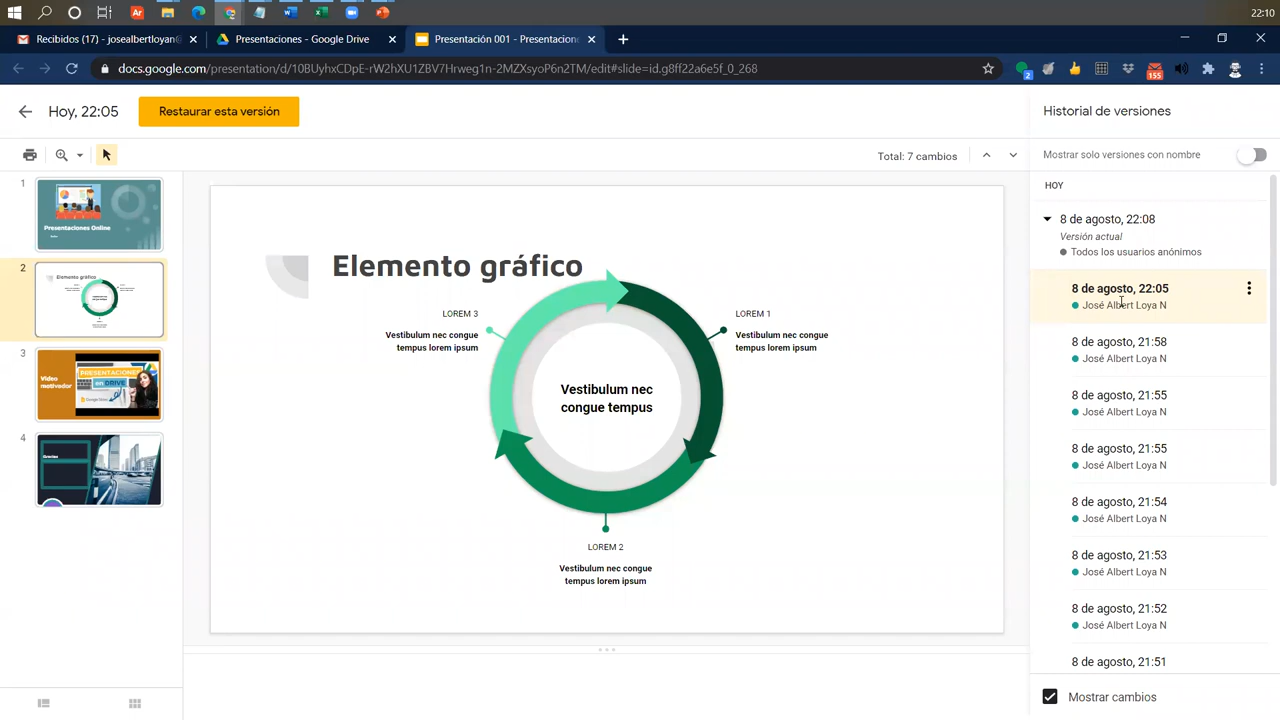 22:10
Recibidos (17) - josealbertloyan@
Presentaciones - Google Drive
Presentación 001 - Presentacione
docs.google.com/presentation/d/10BUyhxCDpE-rW2hXU1ZBV7Hrweg1n-2MZXsyoP6n2TM/edit#slide=id.g8ff22a6e5f_0_268
2
155
Hoy, 22:05
Restaurar esta versión
Historial de versiones
Total: 7 cambios
Mostrar solo versiones con nombre
HOY
8 de agosto, 22:08
Versión actual
Todos los usuarios anónimos
8 de agosto, 22:05
José Albert Loya N
8 de agosto, 21:58
José Albert Loya N
8 de agosto, 21:55
José Albert Loya N
8 de agosto, 21:55
José Albert Loya N
8 de agosto, 21:54
José Albert Loya N
8 de agosto, 21:53
José Albert Loya N
8 de agosto, 21:52
José Albert Loya N
8 de agosto, 21:51
Mostrar cambios
1
Presentaciones Online
2
Elemento gráfico
3
Video
motivador
PRESENTACIONES
en DRIVE
Google Drive
4
Gracias
Elemento gráfico
LOREM 3
Vestibulum nec congue
tempus lorem ipsum
LOREM 1
Vestibulum nec congue
tempus lorem ipsum
Vestibulum nec
congue tempus
LOREM 2
Vestibulum nec congue
tempus lorem ipsum